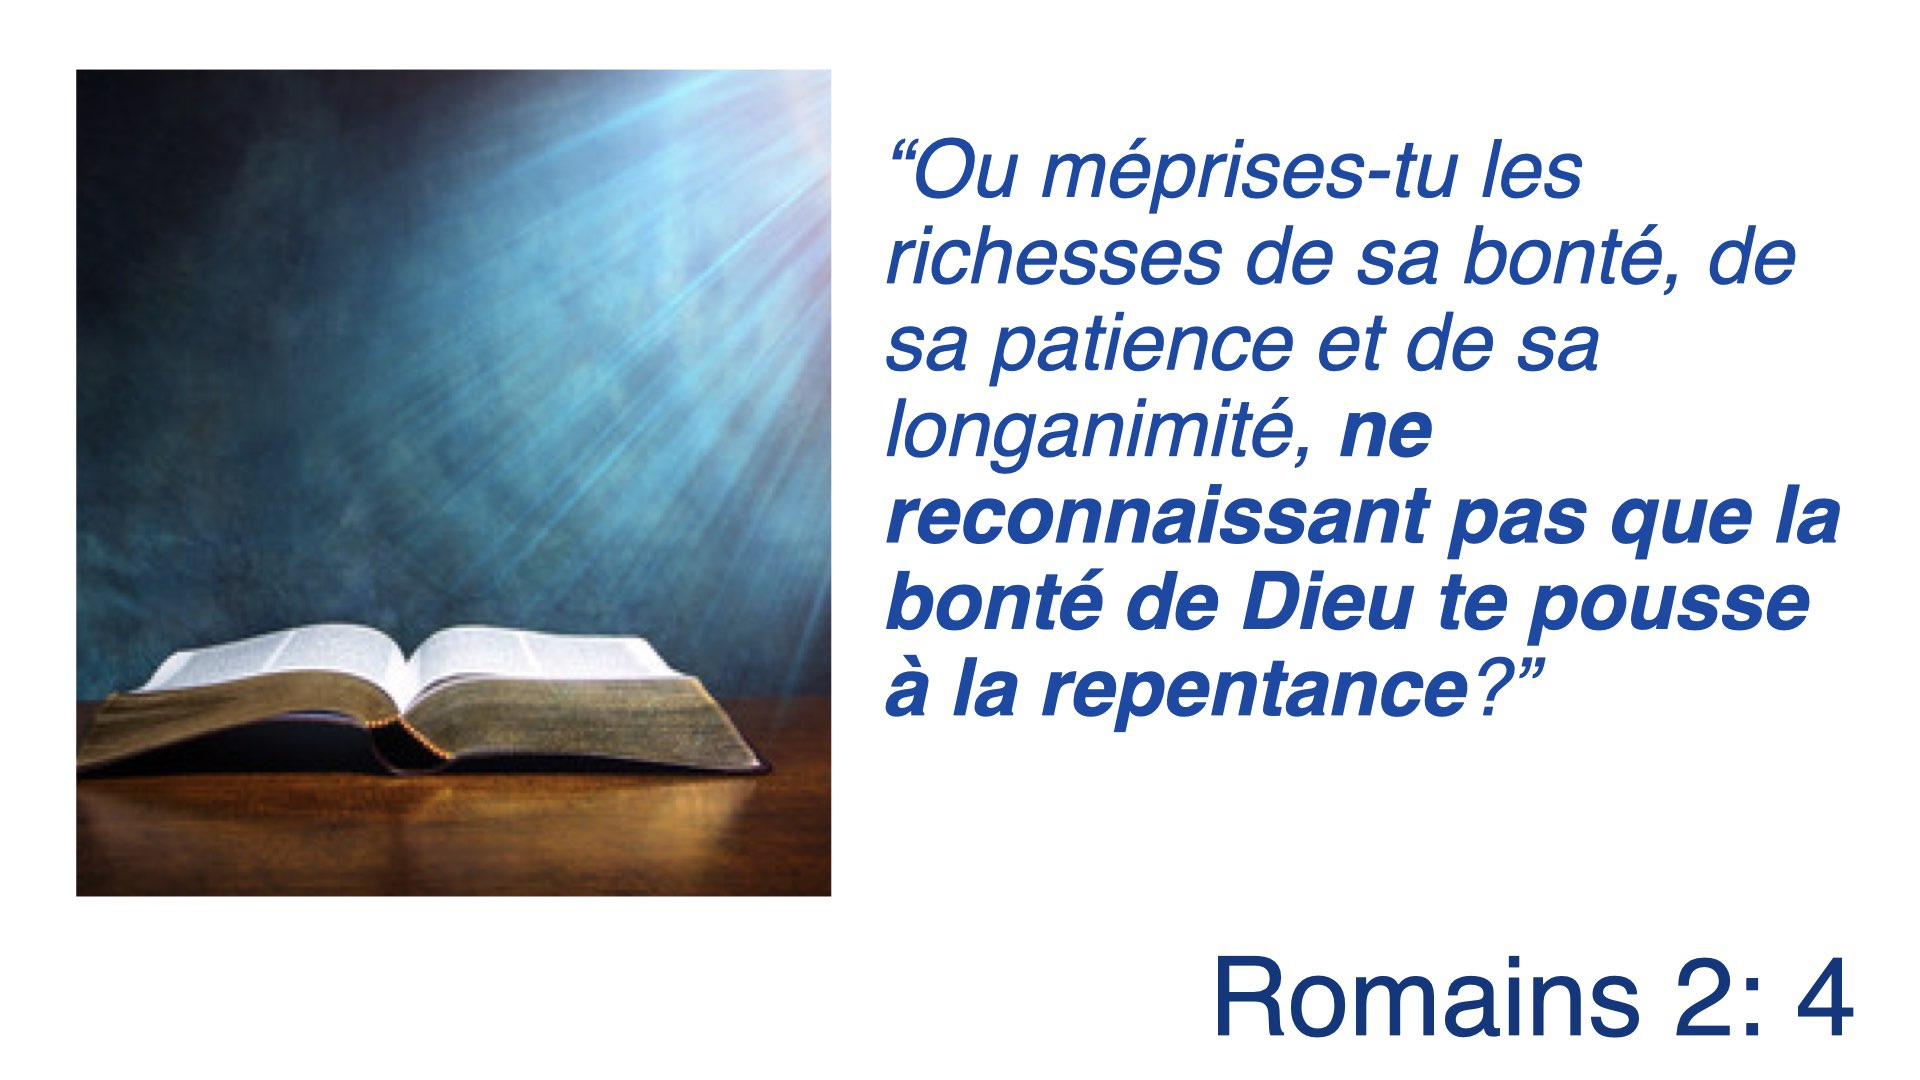 “Ou méprises-tu les
richesses de sa bonté, de
sa patience et de sa
longanimité, ne
reconnaissant pas que la
bonté de Dieu te pousse
à la repentance?”
Romains 2: 4